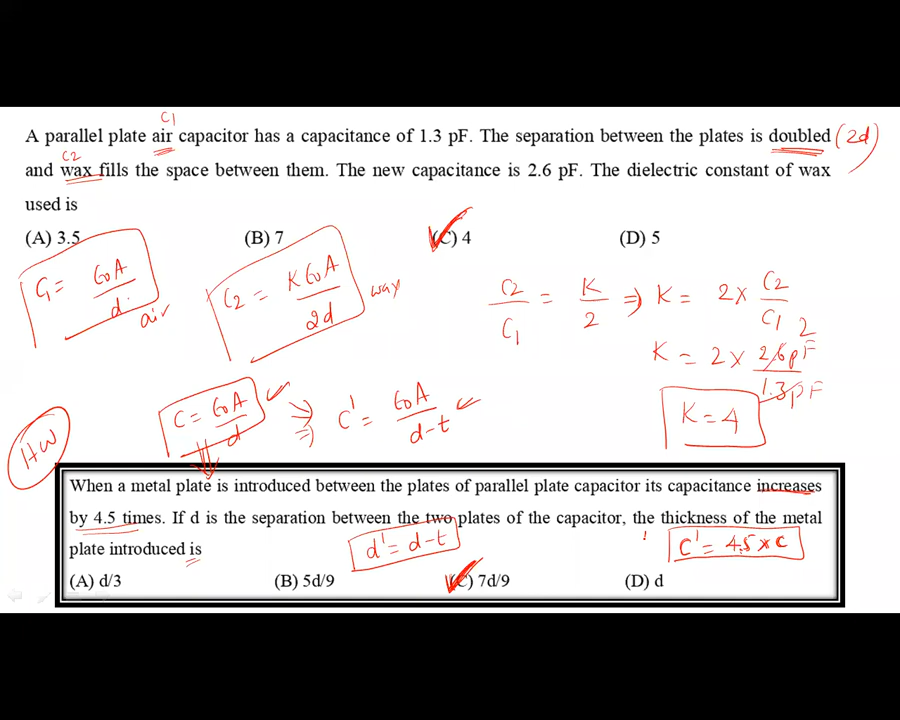 C1
A parallel plate air capacitor has a capacitance of 1.3 pF. The separation between the plates is doubled (2d)
C2
and wax fills the space between them. The new capacitance is 2.6 pF. The dielectric constant of wax
used is
(A) 3.5 (B) 7 (C) 4 (D) 5
C1 = ϵ0A/d air
C2 = Kϵ0A/2d wax
C2/C1 = K/2 ⇒ K = 2 × C2/C1
K = 2 × 2.6pF/1.3pF 2
K = 4
HW
C = ϵ0A/d ⇒ C' = ϵ0A/d-t
When a metal plate is introduced between the plates of parallel plate capacitor its capacitance increases
by 4.5 times. If d is the separation between the two plates of the capacitor, the thickness of the metal
plate introduced is d' = d-t C' = 4.5 × C
(A) d/3 (B) 5d/9 (C) 7d/9 (D) d